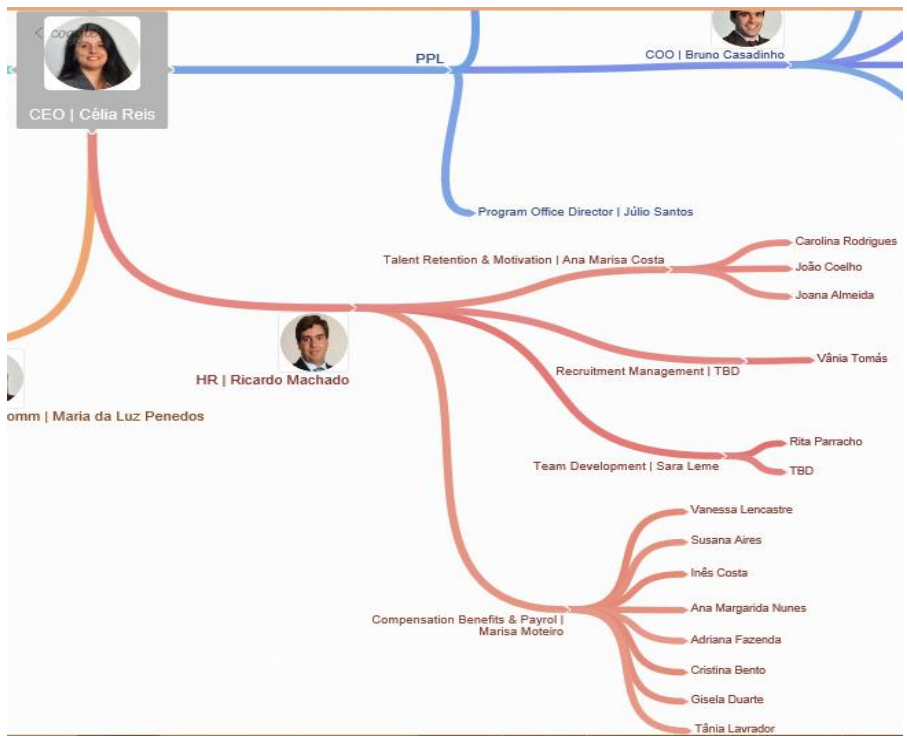 coggle
CEO | Célia Reis
PPL
COO | Bruno Casadinho
Program Office Director | Júlio Santos
Talent Retention & Motivation | Ana Marisa Costa
Carolina Rodrigues
João Coelho
Joana Almeida
HR | Ricardo Machado
Recruitment Management | TBD
Vânia Tomás
omm | Maria da Luz Penedos
Team Development | Sara Leme
Rita Parracho
TBD
Compensation Benefits & Payrol |
Marisa Moteiro
Vanessa Lencastre
Susana Aires
Inês Costa
Ana Margarida Nunes
Adriana Fazenda
Cristina Bento
Gisela Duarte
Tânia Lavrador